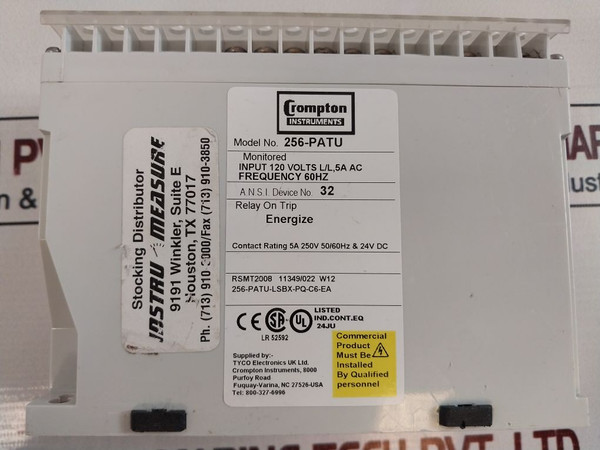 Crompton
INSTRUMENTS
Model No. 256-PATU
Monitored
INPUT 120 VOLTS L/L,5A AC
FREQUENCY 60HZ
A.N.S.I. Device No. 32
Relay On Trip
Energize
Contact Rating 5A 250V 50/60Hz & 24V DC
RSMT2008 11349/022 W12
256-PATU-LSBX-PQ-C6-EA
CE SA UL LISTED
IND.CONT.EQ
24JU
LR 52592
Supplied by:-
TYCO Electronics UK Ltd.
Crompton Instruments, 8000
Purfoy Road
Fuquay-Varina, NC 27526-USA
Tel: 800-327-6996
Commercial
Product
Must Be
Installed
By Qualified
personnel
Stocking Distributor
INSTRU-MEASURE
9191 Winkler, Suite E
Houston, TX 77017
Ph. (713) 910-3000/Fax (713) 910-3850